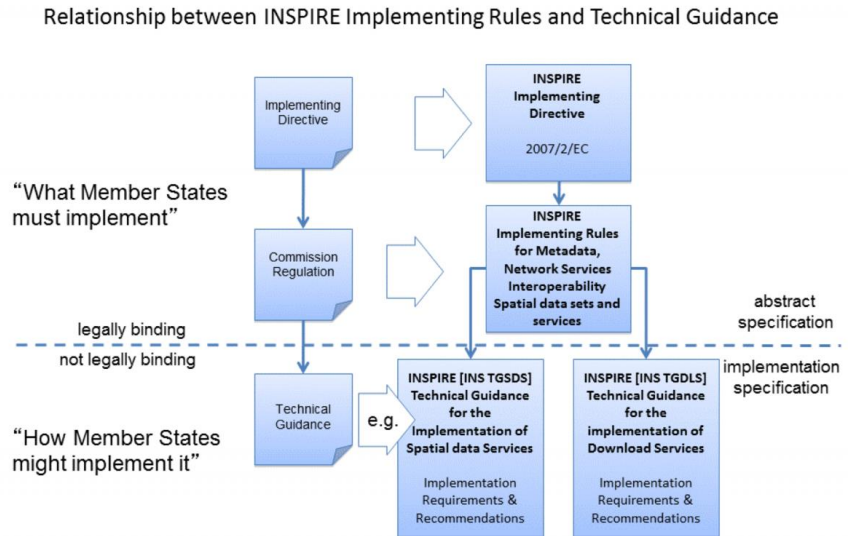 Relationship between INSPIRE Implementing Rules and Technical Guidance
Implementing
Directive
INSPIRE
Implementing
Directive
2007/2/EC
“What Member States
must implement”
Commission
Regulation
INSPIRE
Implementing Rules
for Metadata,
Network Services
Interoperability
Spatial data sets and
services
abstract
specification
legally binding
not legally binding
implementation
specification
Technical
Guidance
e.g.
INSPIRE [INS TGSDS]
Technical Guidance
for the
Implementation of
Spatial data Services
Implementation
Requirements &
Recommendations
INSPIRE [INS TGDLS]
Technical Guidance
for the
implementation of
Download Services
Implementation
Requirements &
Recommendations
“How Member States
might implement it”